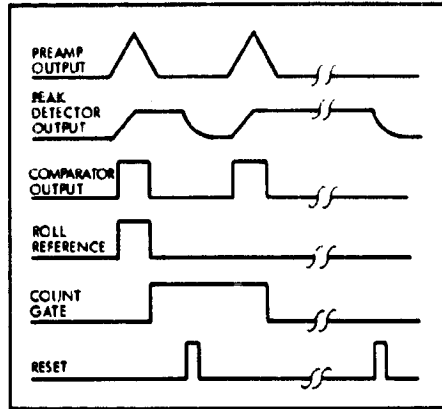 PREAMP
OUTPUT
PEAK
DETECTOR
OUTPUT
COMPARATOR
OUTPUT
ROLL
REFERENCE
COUNT
GATE
RESET